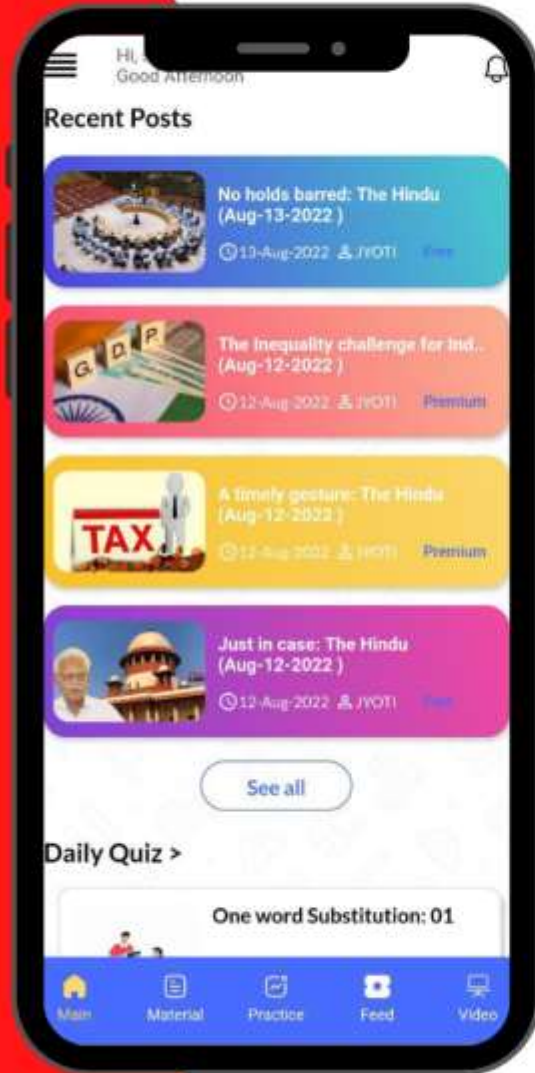 Hi,
Good Afternoon
Recent Posts
No holds barred: The Hindu
(Aug-13-2022 )
13-Aug-2022 JYOTI Free
G. D. P.
The Inequality challenge for Ind..
(Aug-12-2022 )
12-Aug-2022 JYOTI Premium
TAX
A timely gesture: The Hindu
(Aug-12-2022 )
12-Aug-2022 JYOTI Premium
Just in case: The Hindu
(Aug-12-2022 )
12-Aug-2022 JYOTI Free
See all
Daily Quiz >
One word Substitution: 01
Main Material Practice Feed Video